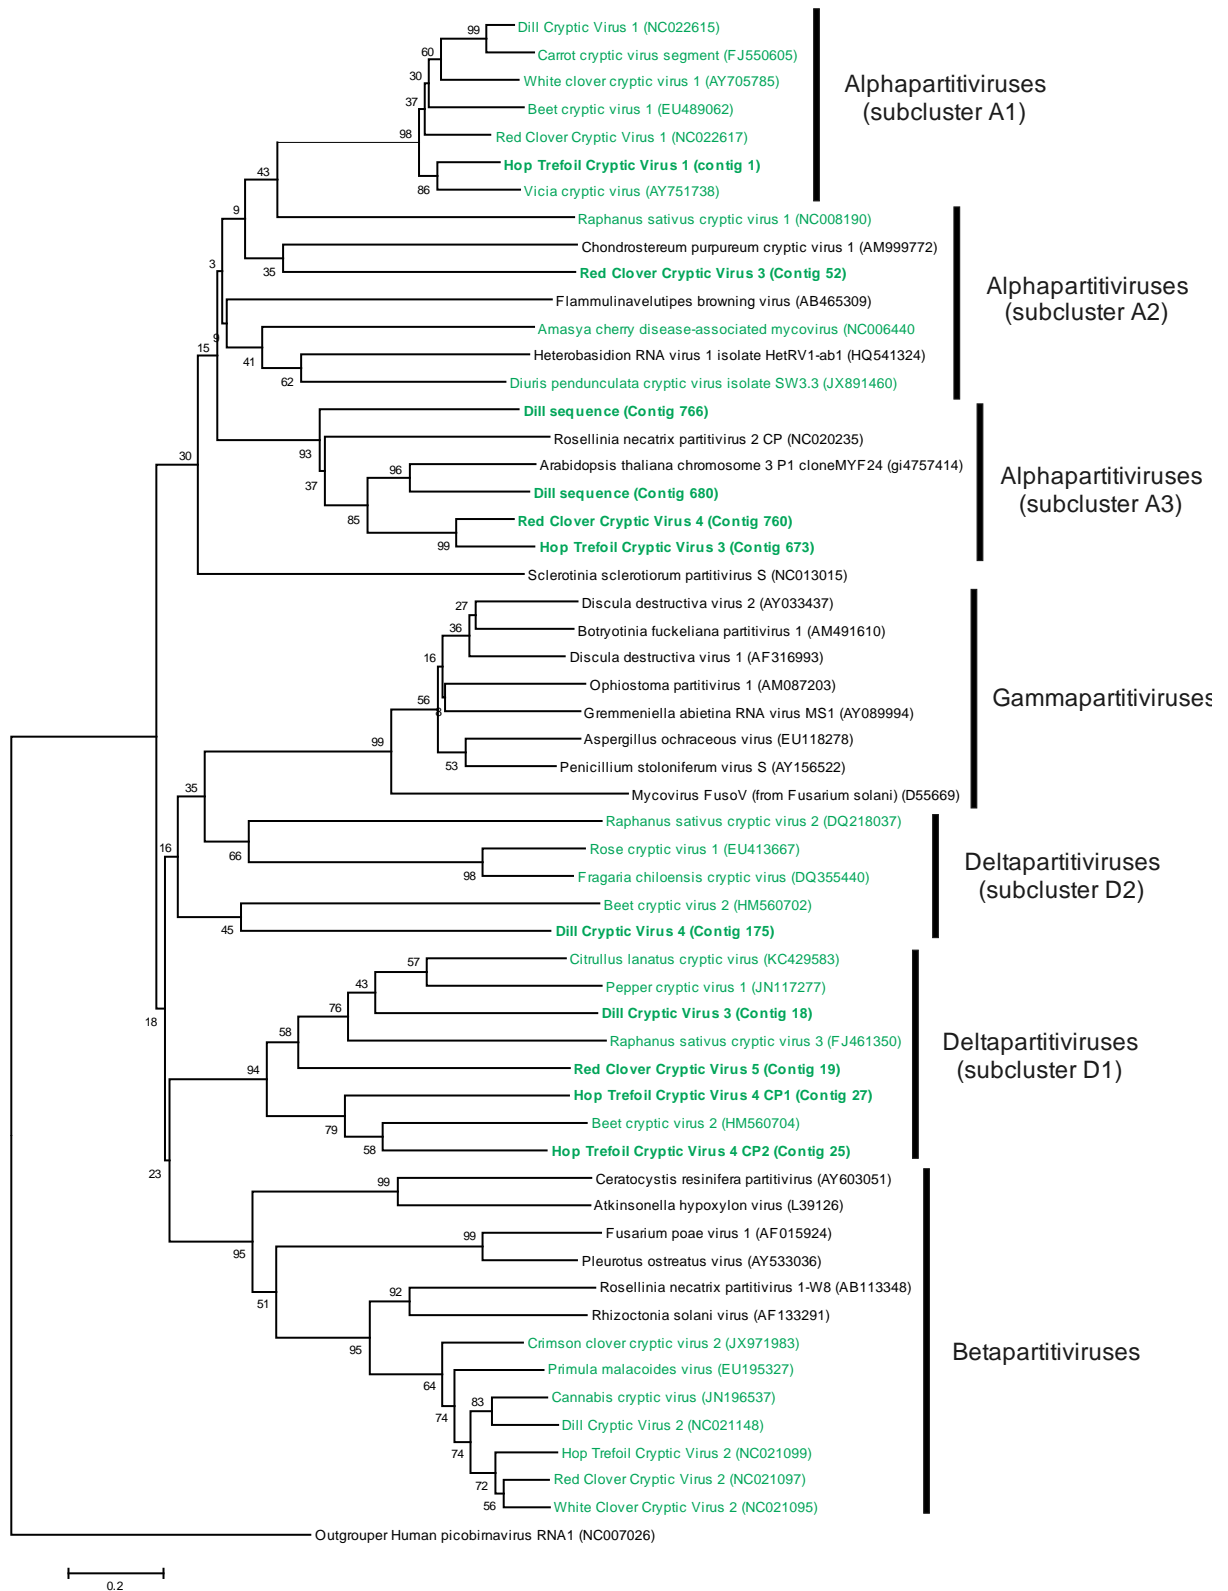 Dill Cryptic Virus 1 (NC022615)
99
Carrot cryptic virus segment (FJ550605)
60
White clover cryptic virus 1 (AY705785)
30
Beet cryptic virus 1 (EU489062)
37
Red Clover Cryptic Virus 1 (NC022617)
98
Hop Trefoil Cryptic Virus 1 (contig 1)
86
Vicia cryptic virus (AY751738)
Alphapartitiviruses
(subcluster A1)
43
Raphanus sativus cryptic virus 1 (NC008190)
9
Chondrostereum purpureum cryptic virus 1 (AM999772)
35
Red Clover Cryptic Virus 3 (Contig 52)
3
Flammulinavelutipes browning virus (AB465309)
9
Amasya cherry disease-associated mycovirus (NC006440
41
Heterobasidion RNA virus 1 isolate HetRV1-ab1 (HQ541324)
62
Diuris pendunculata cryptic virus isolate SW3.3 (JX891460)
Alphapartitiviruses
(subcluster A2)
15
Dill sequence (Contig 766)
93
Rosellinia necatrix partitivirus 2 CP (NC020235)
37
Arabidopsis thaliana chromosome 3 P1 cloneMYF24 (gi4757414)
96
Dill sequence (Contig 680)
85
Red Clover Cryptic Virus 4 (Contig 760)
99
Hop Trefoil Cryptic Virus 3 (Contig 673)
Alphapartitiviruses
(subcluster A3)
30
Sclerotinia sclerotiorum partitivirus S (NC013015)
Discula destructiva virus 2 (AY033437)
27
Botryotinia fuckeliana partitivirus 1 (AM491610)
36
Discula destructiva virus 1 (AF316993)
16
Ophiostoma partitivirus 1 (AM087203)
8
Gremmeniella abietina RNA virus MS1 (AY089994)
56
Aspergillus ochraceous virus (EU118278)
53
Penicillium stoloniferum virus S (AY156522)
99
Mycovirus FusoV (from Fusarium solani) (D55669)
Gammapartitiviruses
35
Raphanus sativus cryptic virus 2 (DQ218037)
66
Rose cryptic virus 1 (EU413667)
98
Fragaria chiloensis cryptic virus (DQ355440)
16
Beet cryptic virus 2 (HM560702)
45
Dill Cryptic Virus 4 (Contig 175)
Deltapartitiviruses
(subcluster D2)
18
Citrullus lanatus cryptic virus (KC429583)
57
Pepper cryptic virus 1 (JN117277)
43
Dill Cryptic Virus 3 (Contig 18)
76
Raphanus sativus cryptic virus 3 (FJ461350)
58
Red Clover Cryptic Virus 5 (Contig 19)
94
Hop Trefoil Cryptic Virus 4 CP1 (Contig 27)
79
Beet cryptic virus 2 (HM560704)
58
Hop Trefoil Cryptic Virus 4 CP2 (Contig 25)
Deltapartitiviruses
(subcluster D1)
23
Ceratocystis resinifera partitivirus (AY603051)
99
Atkinsonella hypoxylon virus (L39126)
95
Fusarium poae virus 1 (AF015924)
99
Pleurotus ostreatus virus (AY533036)
51
Rosellinia necatrix partitivirus 1-W8 (AB113348)
92
Rhizoctonia solani virus (AF133291)
95
Crimson clover cryptic virus 2 (JX971983)
64
Primula malacoides virus (EU195327)
74
Cannabis cryptic virus (JN196537)
83
Dill Cryptic Virus 2 (NC021148)
74
Hop Trefoil Cryptic Virus 2 (NC021099)
72
Red Clover Cryptic Virus 2 (NC021097)
56
White Clover Cryptic Virus 2 (NC021095)
Betapartitiviruses
Outgrouper Human picobirnavirus RNA1 (NC007026)
0.2